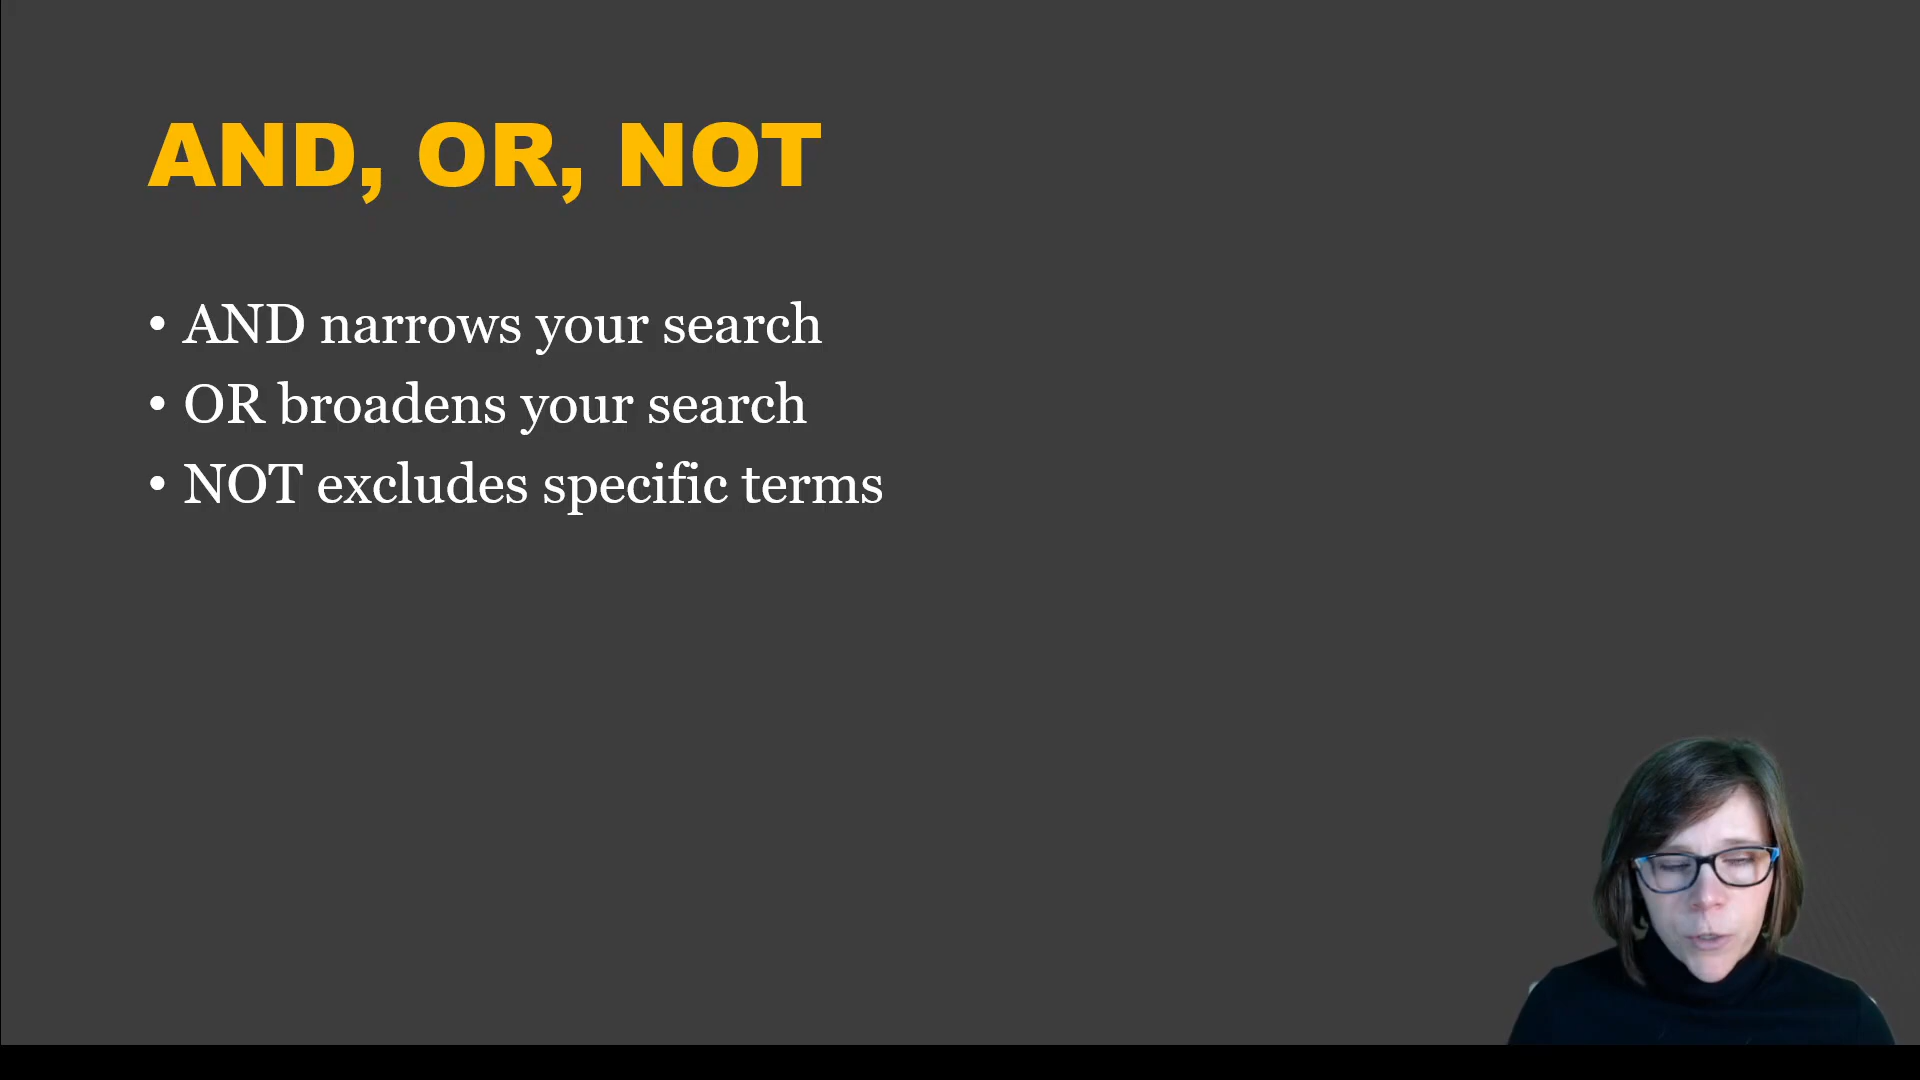 AND, OR, NOT
• AND narrows your search
• OR broadens your search
• NOT excludes specific terms